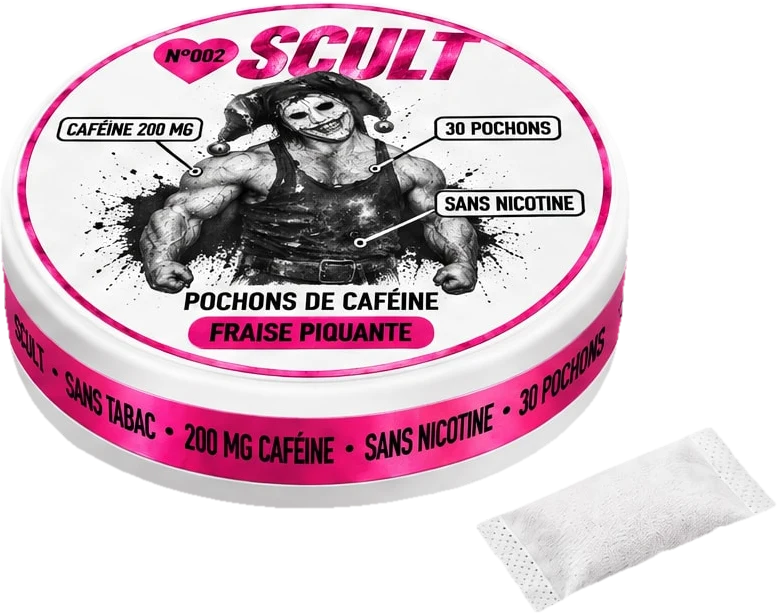 N°002
SCULT
CAFÉINE 200 MG
30 POCHONS
SANS NICOTINE
POCHONS DE CAFÉINE
FRAISE PIQUANTE
SCULT • SANS TABAC • 200 MG CAFÉINE • SANS NICOTINE • 30 POCHONS